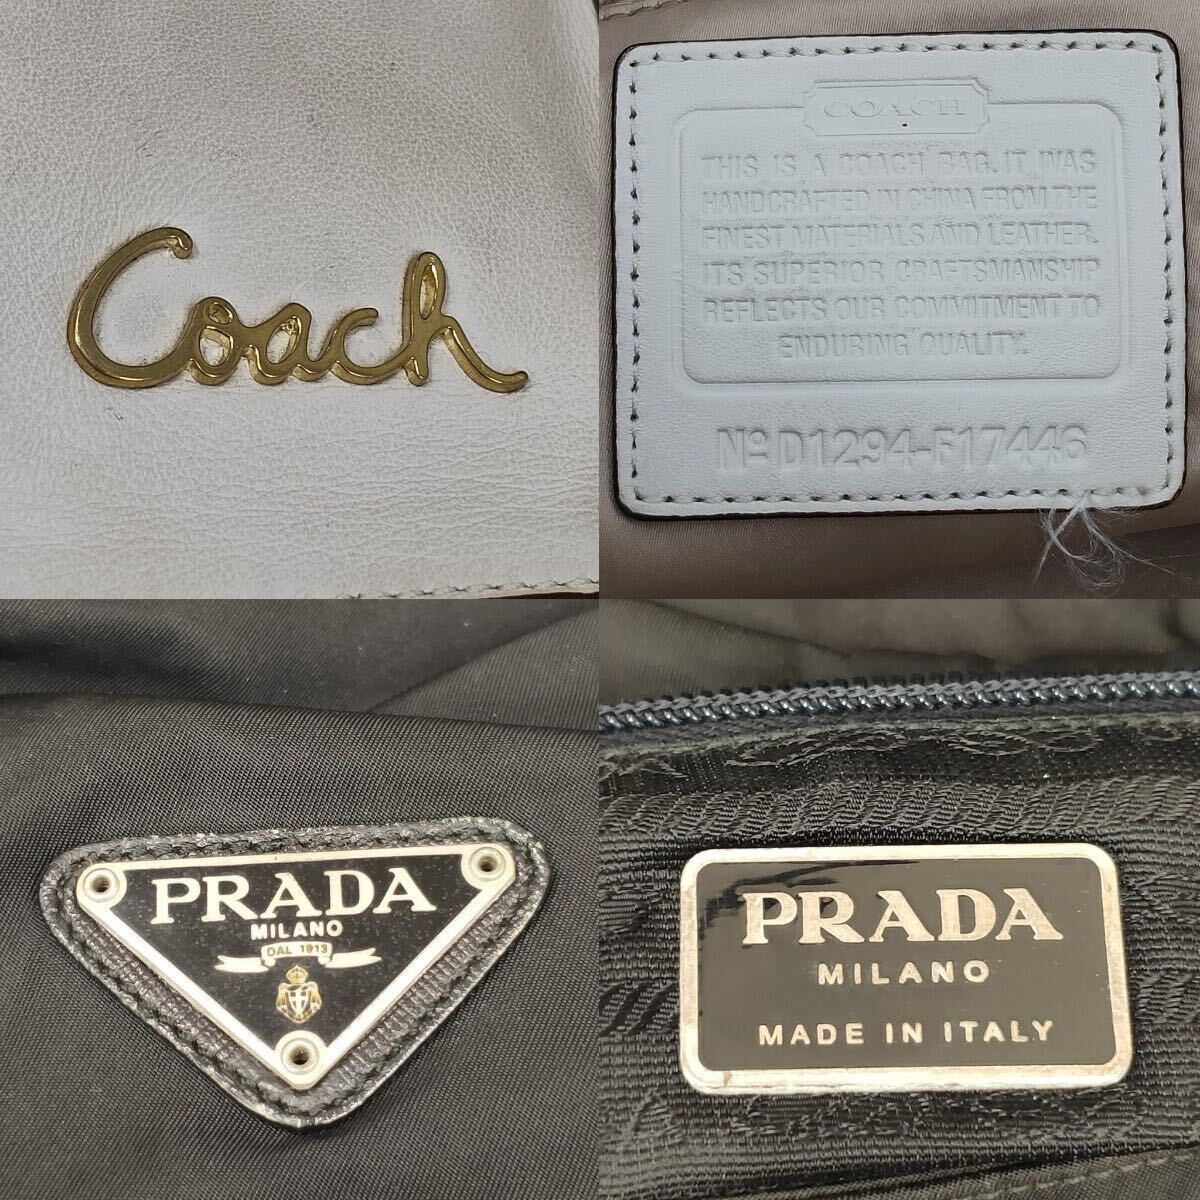 Coach
COACH
THIS IS A COACH BAG. IT WAS
HANDCRAFTED IN CHINA FROM THE
FINEST MATERIALS AND LEATHER.
ITS SUPERIOR CRAFTSMANSHIP
REFLECTS OUR COMMITMENT TO
ENDURING QUALITY.
Nº D1294-F17446
PRADA
MILANO
DAL 1913
PRADA
MILANO
MADE IN ITALY